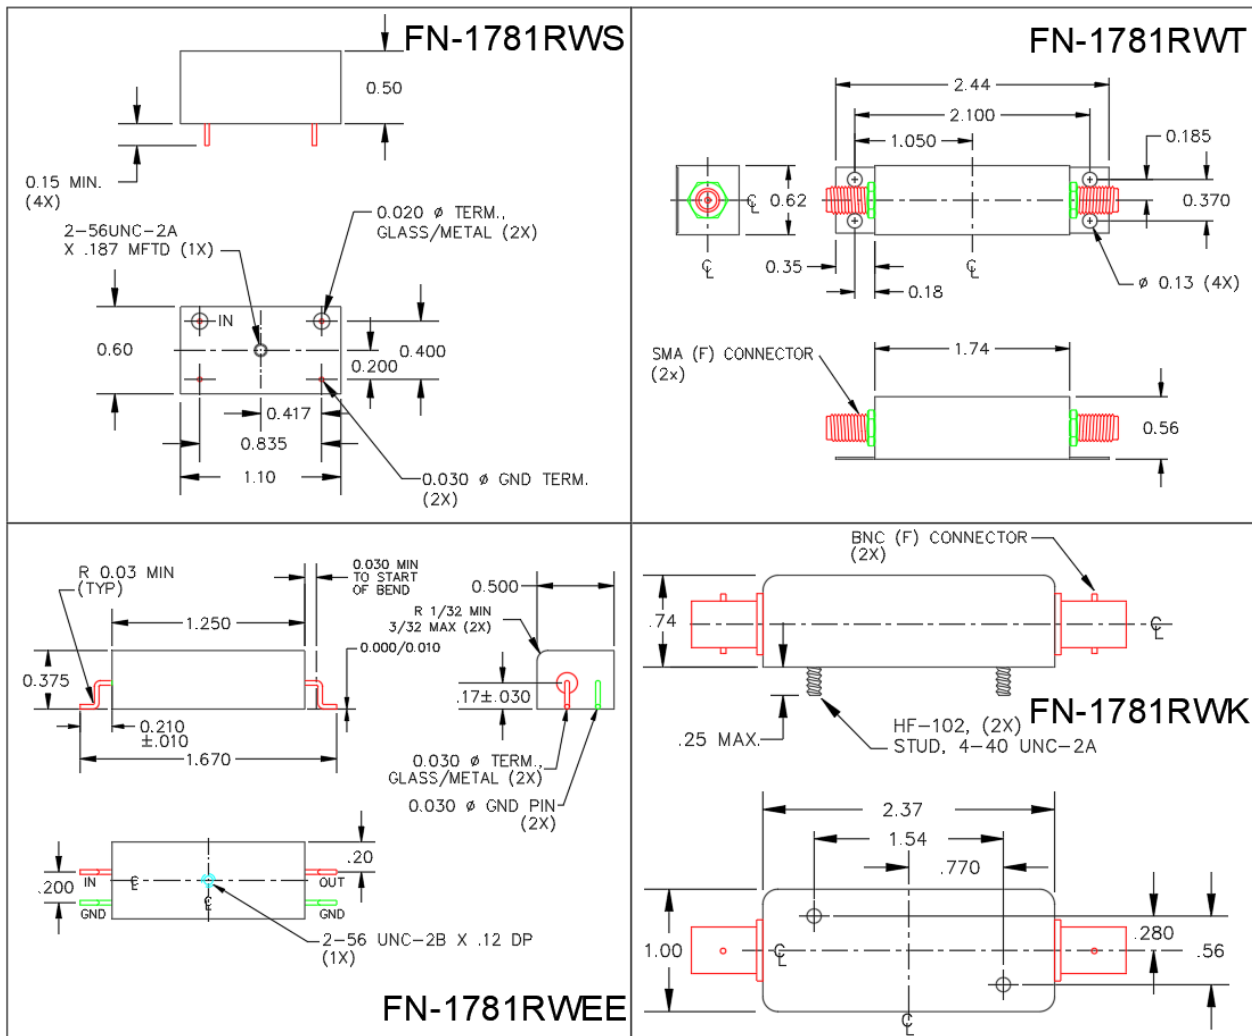 FN-1781RWS
0.50
0.15 MIN.
(4X)
0.020 ø TERM.,
GLASS/METAL (2X)
2-56UNC-2A
X .187 MFTD (1X)
IN
0.60
0.400
0.200
0.417
0.835
1.10
0.030 ø GND TERM.
(2X)
FN-1781RWT
2.44
2.100
1.050
0.185
0.62
0.370
℄
℄
℄
0.35
0.18
ø 0.13 (4X)
SMA (F) CONNECTOR
(2x)
1.74
0.56
R 0.03 MIN
(TYP)
0.030 MIN
TO START
OF BEND
0.500
R 1/32 MIN
3/32 MAX (2X)
1.250
0.000/0.010
0.375
.17±.030
0.210
±.010
1.670
0.030 ø TERM.,
GLASS/METAL (2X)
0.030 ø GND PIN
(2X)
.20
IN
OUT
.200
℄
℄
GND
GND
2-56 UNC-2B X .12 DP
(1X)
FN-1781RWEE
BNC (F) CONNECTOR
(2X)
.74
℄
.25 MAX.
HF-102, (2X)
STUD, 4-40 UNC-2A
FN-1781RWK
2.37
1.54
.770
1.00
.280
.56
℄
℄